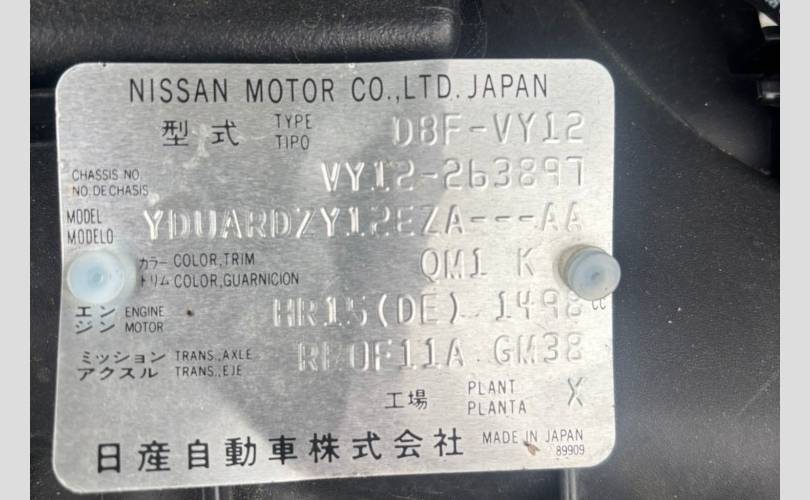 NISSAN MOTOR CO.,LTD. JAPAN
型式 TYPE TIPO DBF-VY12
CHASSIS NO. NO. DE CHASIS VY12-263897
MODEL MODELO YDUARDZY12EZA---AA
カラー COLOR,TRIM QM1 K
トリム COLOR,GUARNICION
エンジン ENGINE MOTOR HR15(DE) 1498 cc
ミッション TRANS.,AXLE RE0F11A GM38
アクスル TRANS.,EJE
工場 PLANT PLANTA X
日産自動車株式会社 MADE IN JAPAN
89909